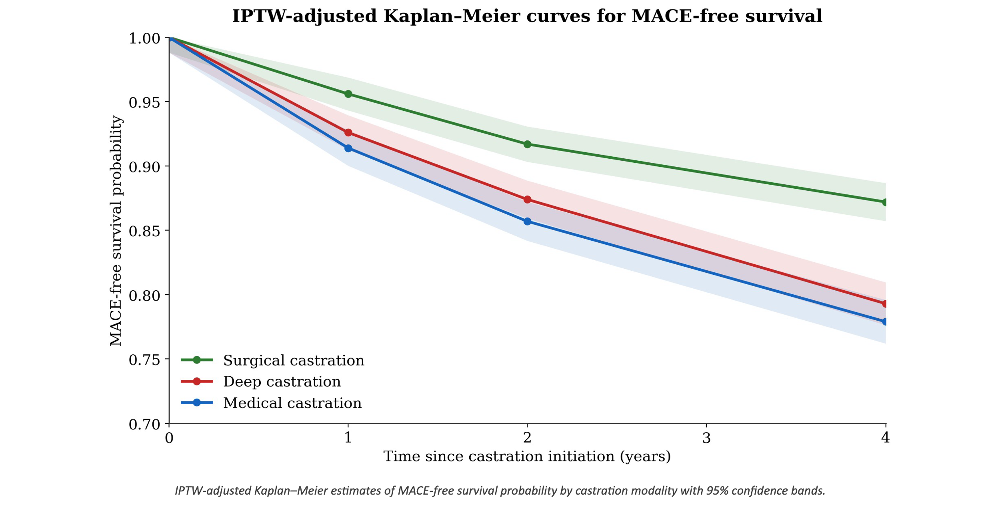 IPTW-adjusted Kaplan–Meier curves for MACE-free survival
MACE-free survival probability
1.00
0.95
0.90
0.85
0.80
0.75
0.70
Surgical castration
Deep castration
Medical castration
0 1 2 3 4
Time since castration initiation (years)
IPTW-adjusted Kaplan–Meier estimates of MACE-free survival probability by castration modality with 95% confidence bands.